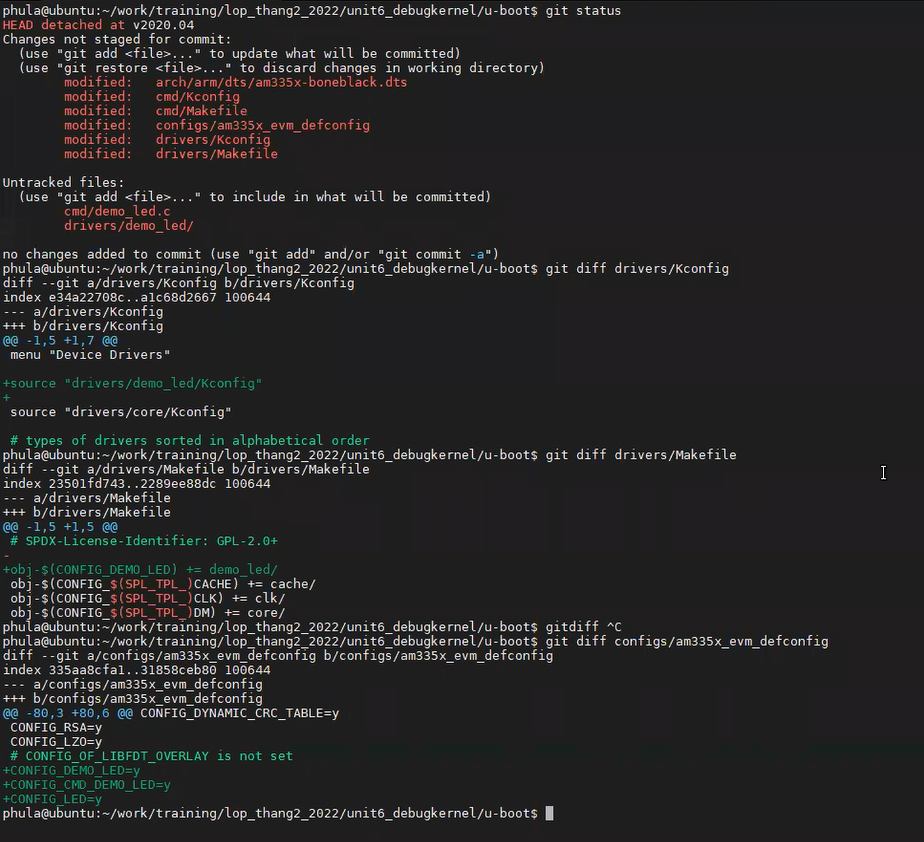 phula@ubuntu:~/work/training/lop_thang2_2022/unit6_debugkernel/u-boot$ git status
HEAD detached at v2020.04
Changes not staged for commit:
  (use "git add <file>..." to update what will be committed)
  (use "git restore <file>..." to discard changes in working directory)
        modified:   arch/arm/dts/am335x-boneblack.dts
        modified:   cmd/Kconfig
        modified:   cmd/Makefile
        modified:   configs/am335x_evm_defconfig
        modified:   drivers/Kconfig
        modified:   drivers/Makefile

Untracked files:
  (use "git add <file>..." to include in what will be committed)
        cmd/demo_led.c
        drivers/demo_led/

no changes added to commit (use "git add" and/or "git commit -a")
phula@ubuntu:~/work/training/lop_thang2_2022/unit6_debugkernel/u-boot$ git diff drivers/Kconfig
diff --git a/drivers/Kconfig b/drivers/Kconfig
index e34a22708c..a1c68d2667 100644
--- a/drivers/Kconfig
+++ b/drivers/Kconfig
@@ -1,5 +1,7 @@
 menu "Device Drivers"

+source "drivers/demo_led/Kconfig"
+
 source "drivers/core/Kconfig"

 # types of drivers sorted in alphabetical order
phula@ubuntu:~/work/training/lop_thang2_2022/unit6_debugkernel/u-boot$ git diff drivers/Makefile
diff --git a/drivers/Makefile b/drivers/Makefile
index 23501fd743..2289ee88dc 100644
--- a/drivers/Makefile
+++ b/drivers/Makefile
@@ -1,5 +1,5 @@
 # SPDX-License-Identifier: GPL-2.0+
-
+obj-$(CONFIG_DEMO_LED) += demo_led/
 obj-$(CONFIG_$(SPL_TPL_)CACHE) += cache/
 obj-$(CONFIG_$(SPL_TPL_)CLK) += clk/
 obj-$(CONFIG_$(SPL_TPL_)DM) += core/
phula@ubuntu:~/work/training/lop_thang2_2022/unit6_debugkernel/u-boot$ gitdiff ^C
phula@ubuntu:~/work/training/lop_thang2_2022/unit6_debugkernel/u-boot$ git diff configs/am335x_evm_defconfig
diff --git a/configs/am335x_evm_defconfig b/configs/am335x_evm_defconfig
index 335aa8cfa1..31858ceb80 100644
--- a/configs/am335x_evm_defconfig
+++ b/configs/am335x_evm_defconfig
@@ -80,3 +80,6 @@ CONFIG_DYNAMIC_CRC_TABLE=y
 CONFIG_RSA=y
 CONFIG_LZO=y
 # CONFIG_OF_LIBFDT_OVERLAY is not set
+CONFIG_DEMO_LED=y
+CONFIG_CMD_DEMO_LED=y
+CONFIG_LED=y
phula@ubuntu:~/work/training/lop_thang2_2022/unit6_debugkernel/u-boot$